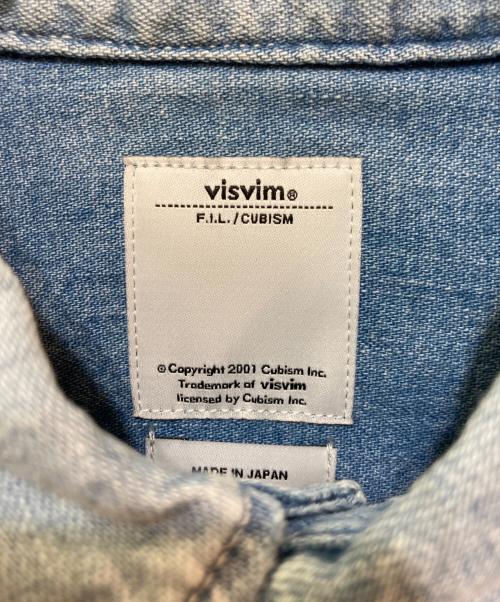 visvim®
F.I.L./CUBISM
©Copyright 2001 Cubism Inc.
Trademark of visvim
licensed by Cubism Inc.
MADE IN JAPAN